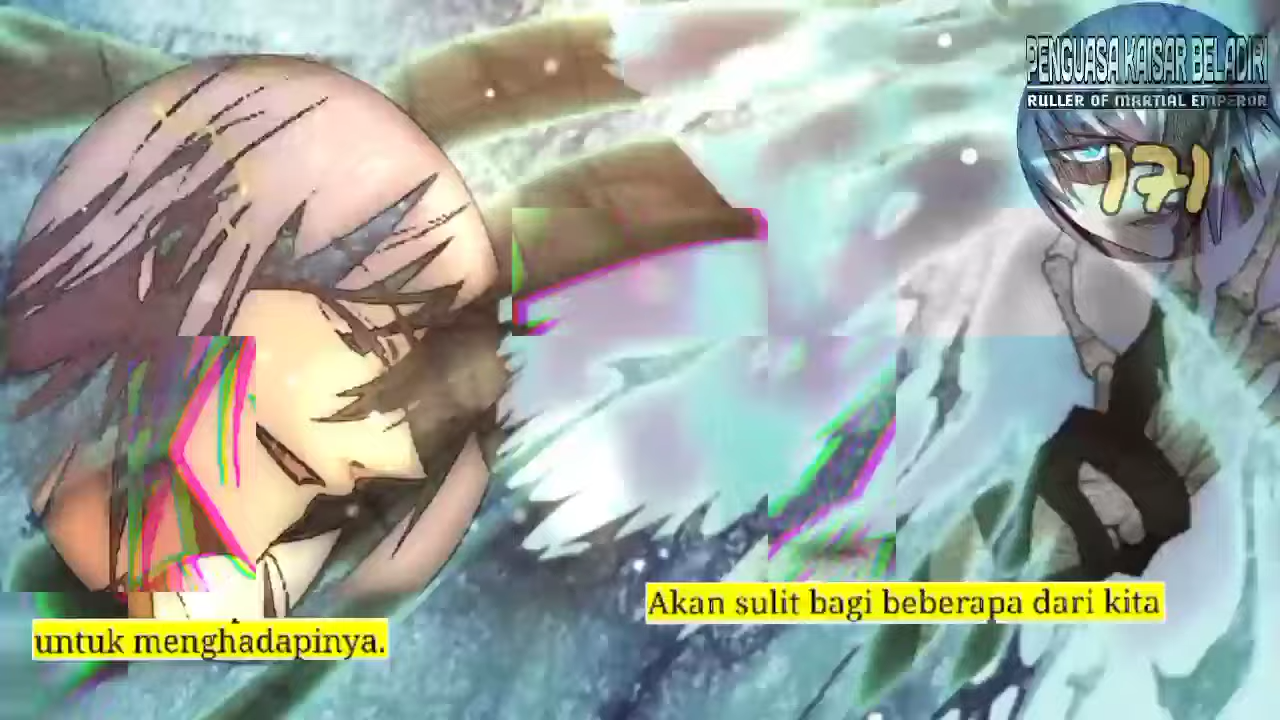 PENGUASA KAISAR BELADIRI
RULLER OF MARTIAL EMPEROR
171
Akan sulit bagi beberapa dari kita
untuk menghadapinya.